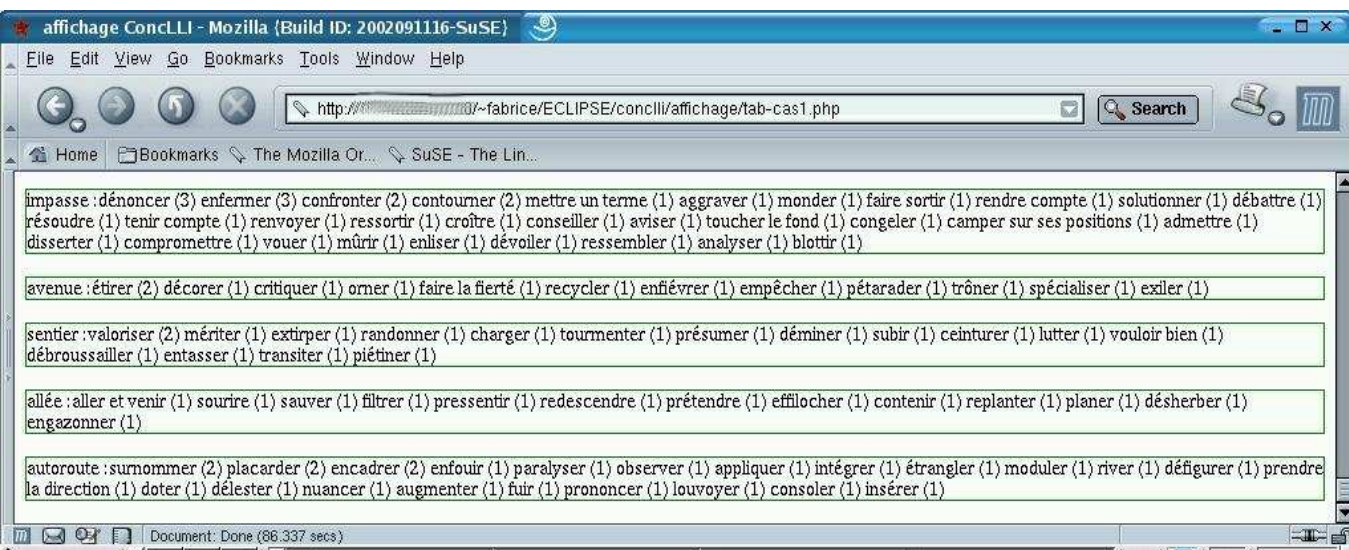 affichage ConcLLI - Mozilla {Build ID: 2002091116-SuSE}
File Edit View Go Bookmarks Tools Window Help
http:// /~fabrice/ECLIPSE/conclli/affichage/tab-cas1.php Search
Home Bookmarks The Mozilla Or... SuSE - The Lin...
impasse :dénoncer (3) enfermer (3) confronter (2) contourner (2) mettre un terme (1) aggraver (1) monder (1) faire sortir (1) rendre compte (1) solutionner (1) débattre (1)
résoudre (1) tenir compte (1) renvoyer (1) ressortir (1) croître (1) conseiller (1) aviser (1) toucher le fond (1) congeler (1) camper sur ses positions (1) admettre (1)
disserter (1) compromettre (1) vouer (1) mûrir (1) enliser (1) dévoiler (1) ressembler (1) analyser (1) blottir (1)
avenue :étirer (2) décorer (1) critiquer (1) orner (1) faire la fierté (1) recycler (1) enfiévrer (1) empêcher (1) pétarader (1) trôner (1) spécialiser (1) exiler (1)
sentier :valoriser (2) mériter (1) extirper (1) randonner (1) charger (1) tourmenter (1) présumer (1) déminer (1) subir (1) ceinturer (1) lutter (1) vouloir bien (1)
débroussailler (1) entasser (1) transiter (1) piétiner (1)
allée :aller et venir (1) sourire (1) sauver (1) filtrer (1) pressentir (1) redescendre (1) prétendre (1) effilocher (1) contenir (1) replanter (1) planer (1) désherber (1)
engazonner (1)
autoroute :surnommer (2) placarder (2) encadrer (2) enfouir (1) paralyser (1) observer (1) appliquer (1) intégrer (1) étrangler (1) moduler (1) river (1) défigurer (1) prendre
la direction (1) doter (1) délester (1) nuancer (1) augmenter (1) fuir (1) prononcer (1) louvoyer (1) consoler (1) insérer (1)
Document: Done (86.337 secs)